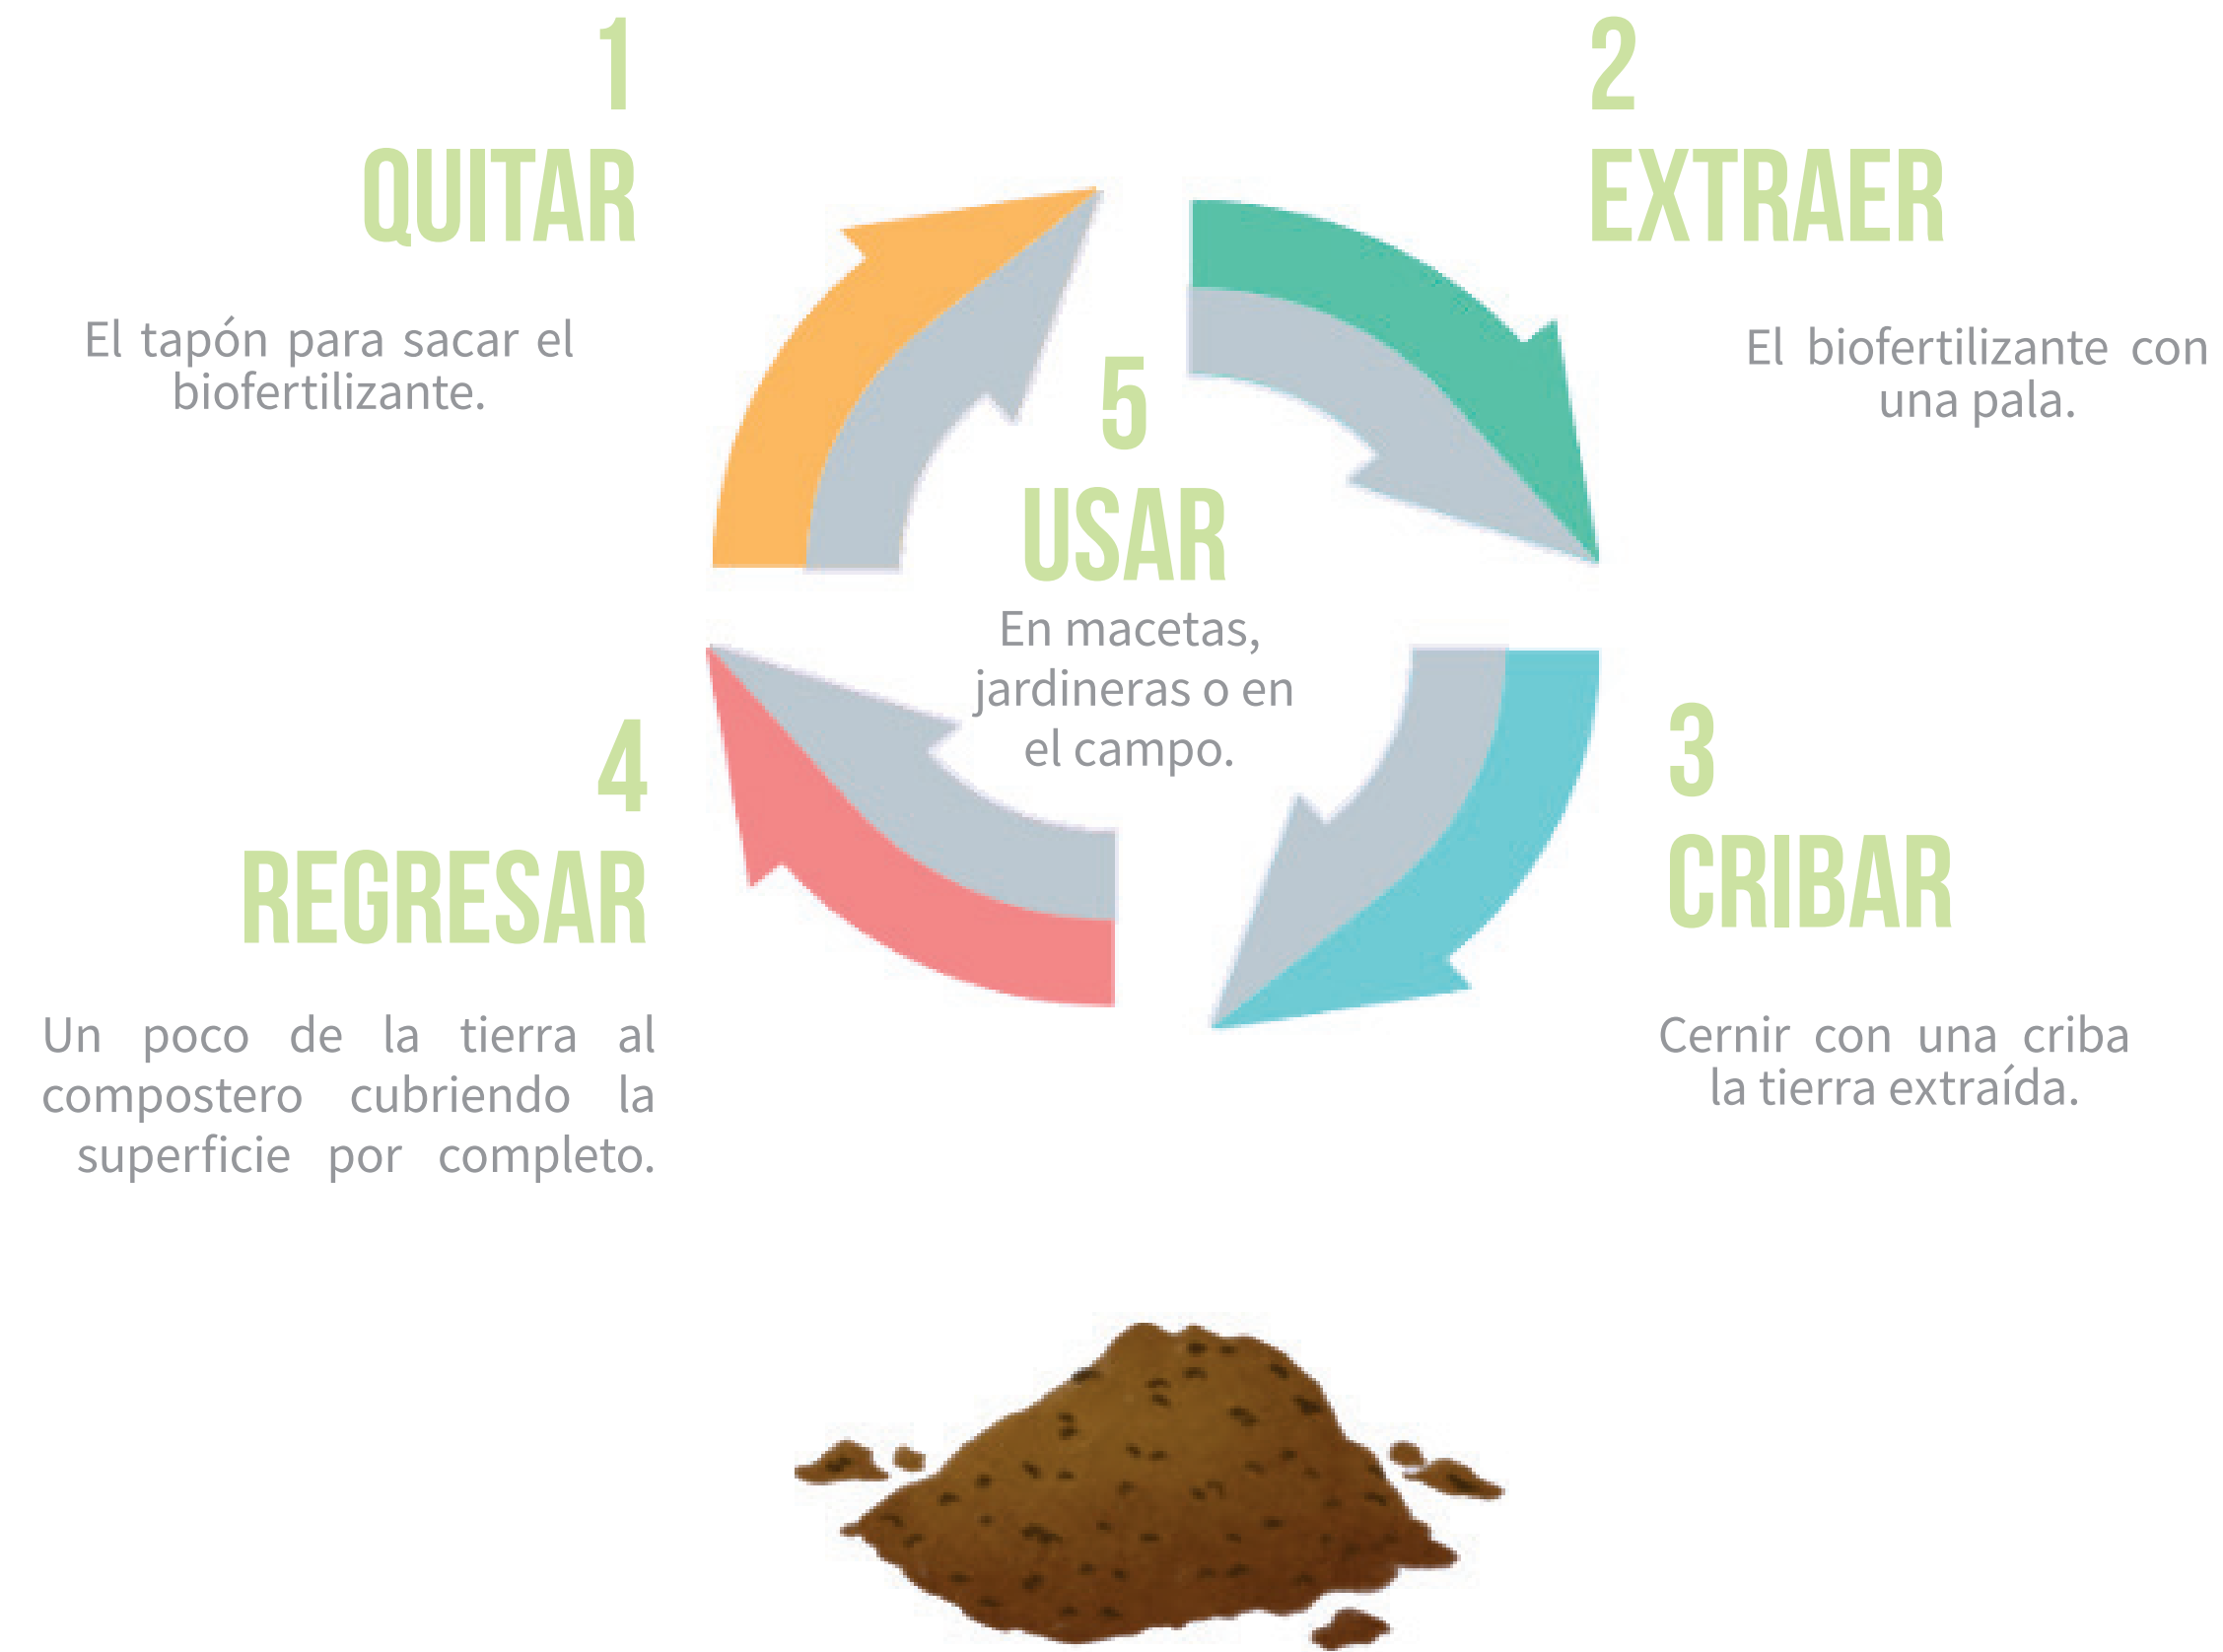 1
QUITAR
El tapón para sacar el
biofertilizante.
2
EXTRAER
El biofertilizante con
una pala.
3
CRIBAR
Cernir con una criba
la tierra extraída.
4
REGRESAR
Un poco de la tierra al
compostero cubriendo la
superficie por completo.
5
USAR
En macetas,
jardineras o en
el campo.